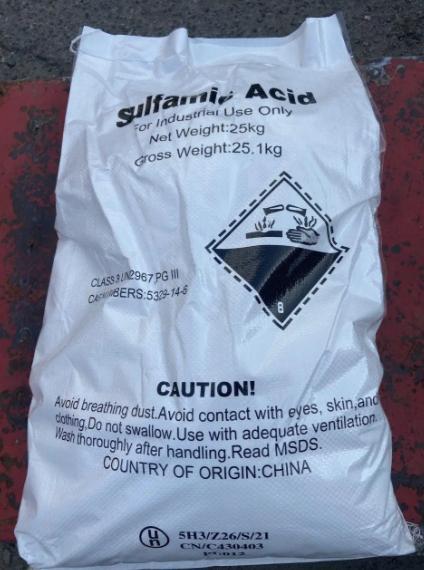 Sulfamic Acid
For Industrial Use Only
Net Weight:25kg
Gross Weight:25.1kg
8
CLASS 8 UN2967 PG III
CAS NUMBERS:5329-14-6
CAUTION!
Avoid breathing dust.Avoid contact with eyes, skin,and
clothing.Do not swallow.Use with adequate ventilation.
Wash thoroughly after handling.Read MSDS.
COUNTRY OF ORIGIN:CHINA
un
5H3/Z26/S/21
CN/C430403
PI:012